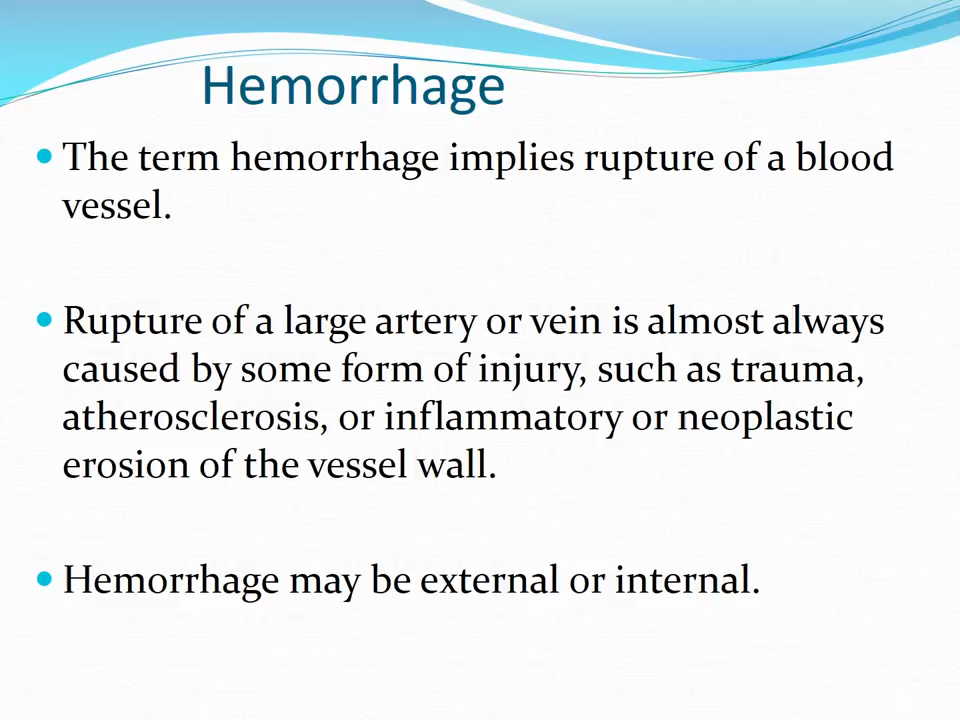 Hemorrhage
• The term hemorrhage implies rupture of a blood
vessel.
• Rupture of a large artery or vein is almost always
caused by some form of injury, such as trauma,
atherosclerosis, or inflammatory or neoplastic
erosion of the vessel wall.
• Hemorrhage may be external or internal.